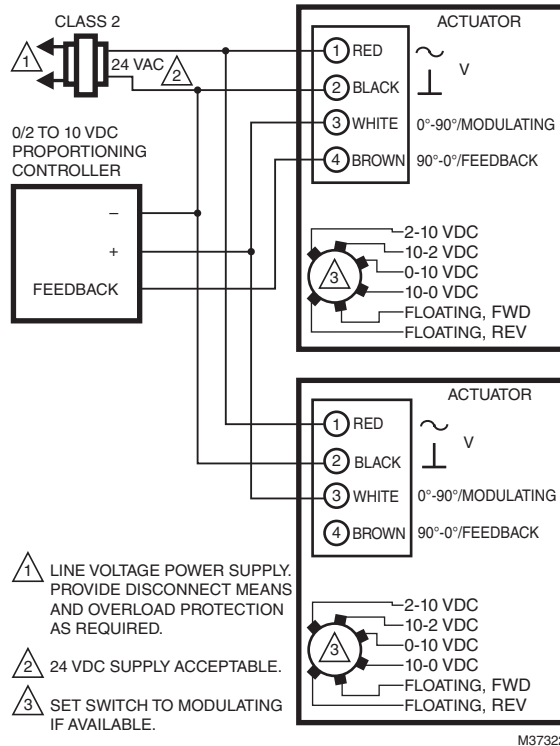 CLASS 2
1
24 VAC
2
0/2 TO 10 VDC
PROPORTIONING
CONTROLLER
–
+
FEEDBACK
ACTUATOR
1 RED
V
2 BLACK
3 WHITE 0°-90°/MODULATING
4 BROWN 90°-0°/FEEDBACK
2-10 VDC
10-2 VDC
3
0-10 VDC
10-0 VDC
FLOATING, FWD
FLOATING, REV
ACTUATOR
1 RED
V
2 BLACK
3 WHITE 0°-90°/MODULATING
4 BROWN 90°-0°/FEEDBACK
2-10 VDC
10-2 VDC
3
0-10 VDC
10-0 VDC
FLOATING, FWD
FLOATING, REV
1 LINE VOLTAGE POWER SUPPLY.
PROVIDE DISCONNECT MEANS
AND OVERLOAD PROTECTION
AS REQUIRED.
2 24 VDC SUPPLY ACCEPTABLE.
3 SET SWITCH TO MODULATING
IF AVAILABLE.